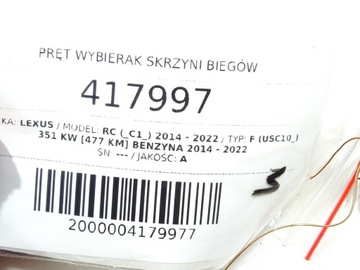 PRĘT WYBIERAK SKRZYNI BIEGÓW
417997
KA: LEXUS / MODEL: RC (_C1_) 2014 - 2022 / TYP: F (USC10_)
351 KW [477 KM] BENZYNA 2014 - 2022
SN: --- / JAKOŚĆ: A
2000004179977